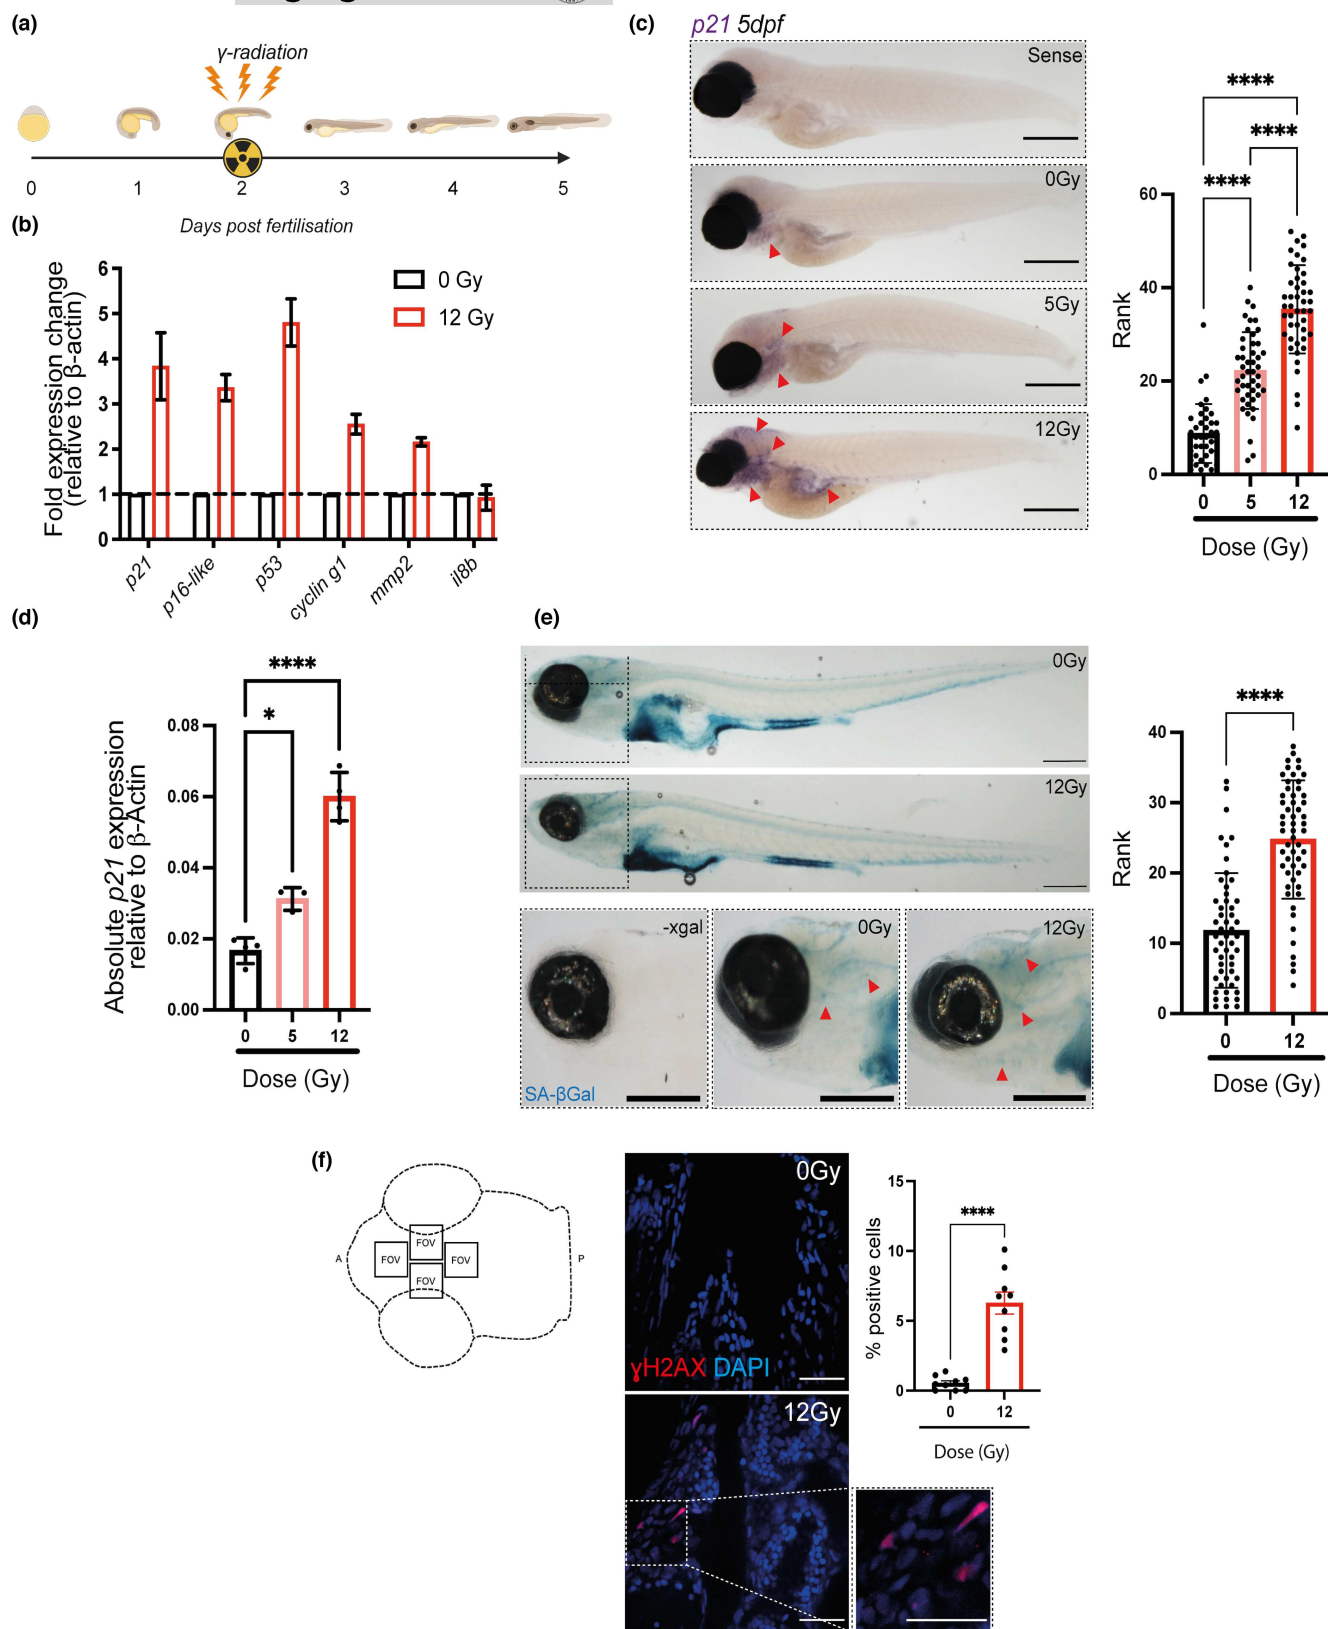 (a)
γ-radiation
0 1 2 3 4 5
Days post fertilisation
(b)
Fold expression change
(relative to β-actin)
6
5
4
3
2
1
0
0 Gy
12 Gy
p21 p16-like p53 cyclin g1 mmp2 il8b
(c)
p21 5dpf
Sense
0Gy
5Gy
12Gy
****
****
****
Rank
60
40
20
0
0 5 12
Dose (Gy)
(d)
****
*
Absolute p21 expression
relative to β-Actin
0.08
0.06
0.04
0.02
0.00
0 5 12
Dose (Gy)
(e)
0Gy
12Gy
-xgal
SA-βGal
0Gy
12Gy
****
Rank
40
30
20
10
0
0 12
Dose (Gy)
(f)
A
FOV
FOV
FOV
FOV
P
0Gy
γH2AX DAPI
12Gy
****
% positive cells
15
10
5
0
0 12
Dose (Gy)